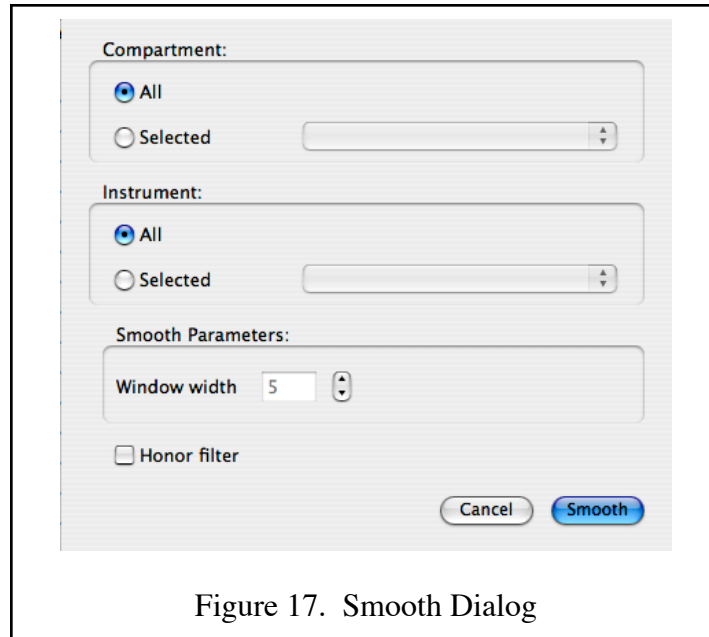 Compartment:
All
Selected
Instrument:
All
Selected
Smooth Parameters:
Window width 5
Honor filter
Cancel Smooth
Figure 17. Smooth Dialog